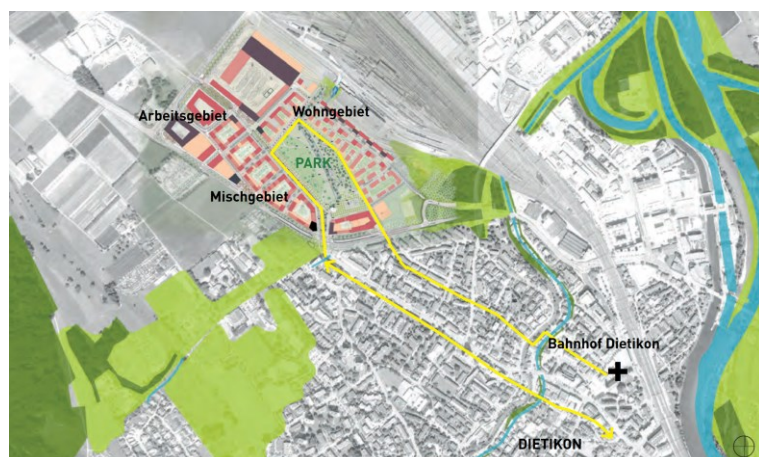 Arbeitsgebiet
Wohngebiet
PARK
Mischgebiet
Bahnhof Dietikon
DIETIKON